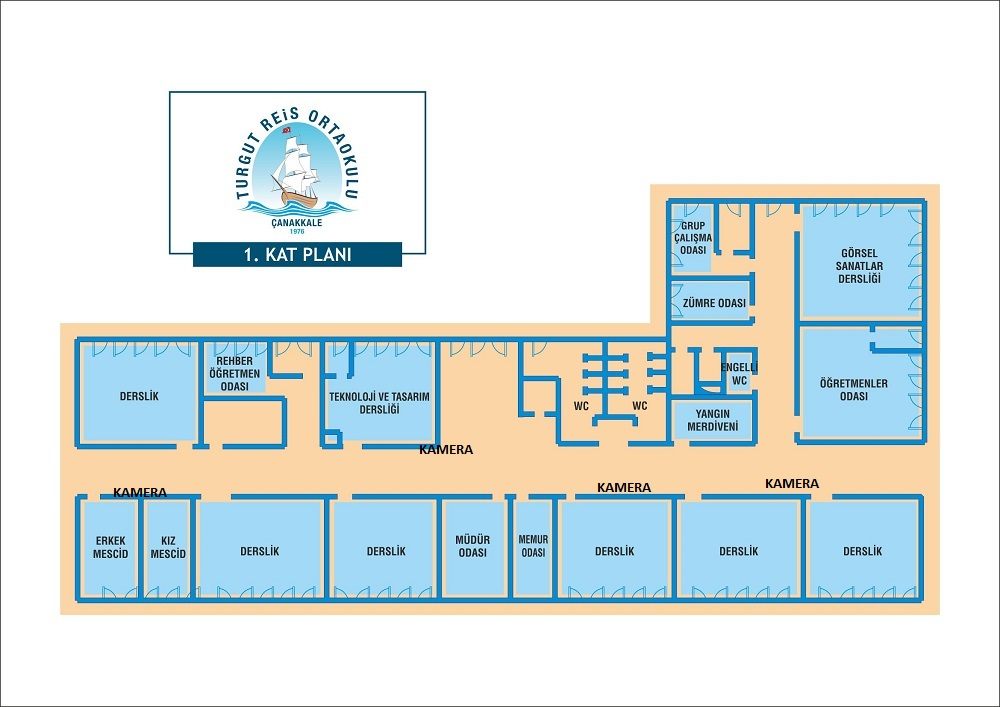 TURGUT REİS ORTAOKULU
ÇANAKKALE
1976
1. KAT PLANI
GRUP
ÇALIŞMA
ODASI
GÖRSEL
SANATLAR
DERSLİĞİ
ZÜMRE ODASI
REHBER
ÖĞRETMEN
ODASI
DERSLİK
TEKNOLOJİ VE TASARIM
DERSLİĞİ
WC
WC
ENGELLİ
WC
ÖĞRETMENLER
ODASI
YANGIN
MERDİVENİ
KAMERA
KAMERA
KAMERA
KAMERA
ERKEK
MESCİD
KIZ
MESCİD
DERSLİK
DERSLİK
MÜDÜR
ODASI
MEMUR
ODASI
DERSLİK
DERSLİK
DERSLİK